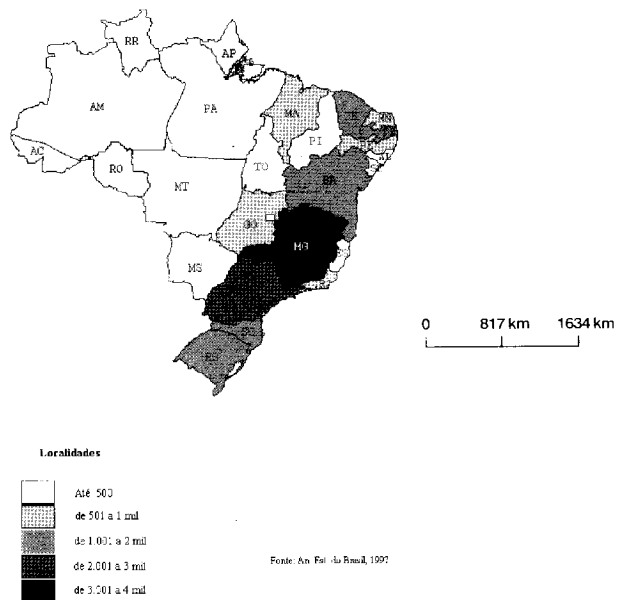 RR
AP
AM
PA
MA
PI
AC
RO
TO
MT
BA
GO
MG
MS
RS
0 817 km 1634 km
Localidades
Até 500
de 501 a 1 mil
de 1.001 a 2 mil
de 2.001 a 3 mil
de 3.001 a 4 mil
Fonte: An. Est. do Brasil, 1997